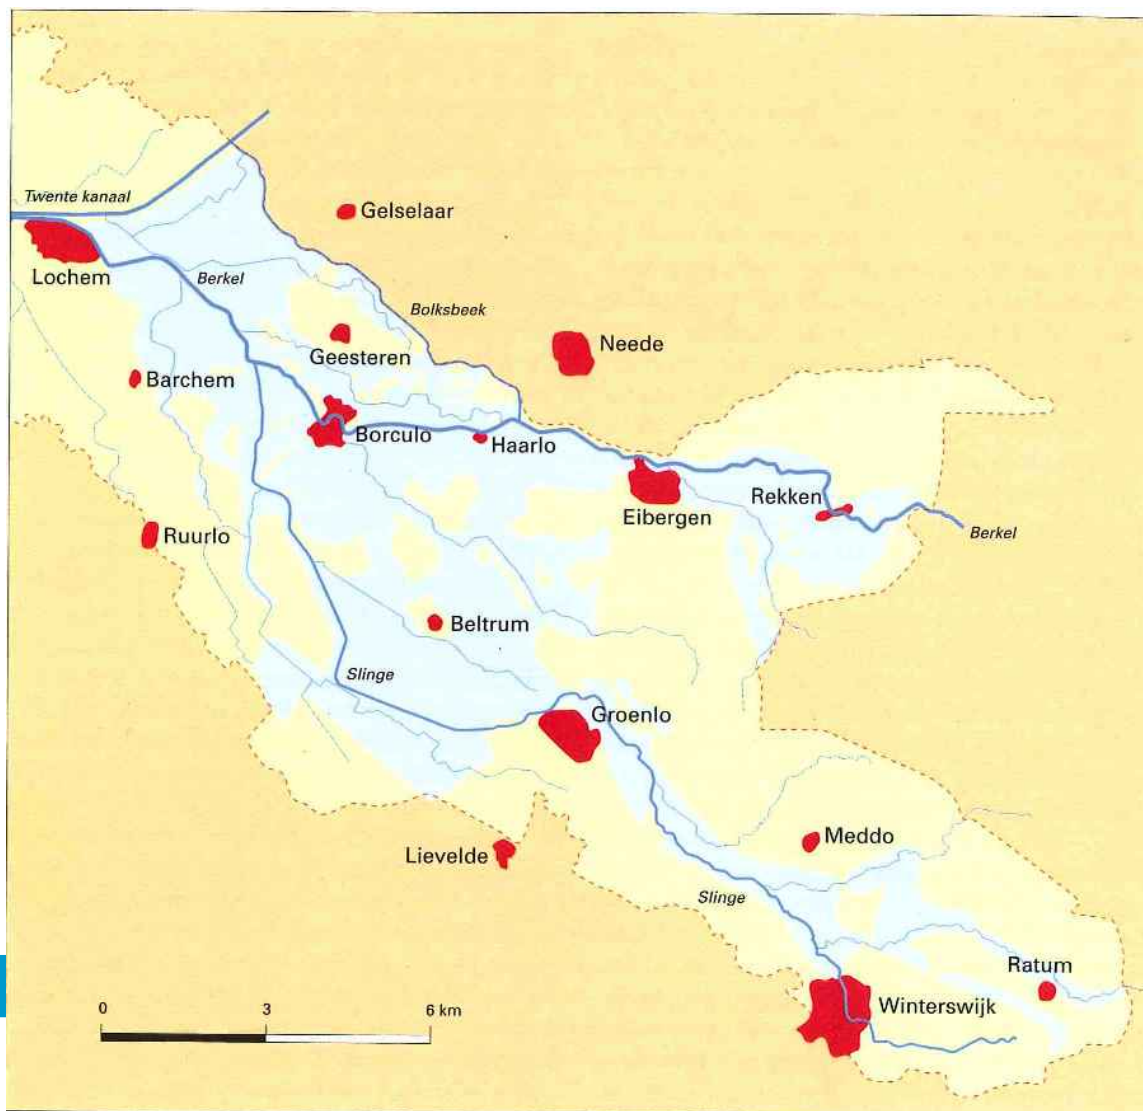 Twente kanaal
Gelselaar
Lochem
Berkel
Bolksbeek
Geesteren
Neede
Barchem
Borculo
Haarlo
Rekken
Eibergen
Berkel
Ruurlo
Beltrum
Slinge
Groenlo
Meddo
Lievelde
Slinge
Ratum
Winterswijk
0 3 6 km